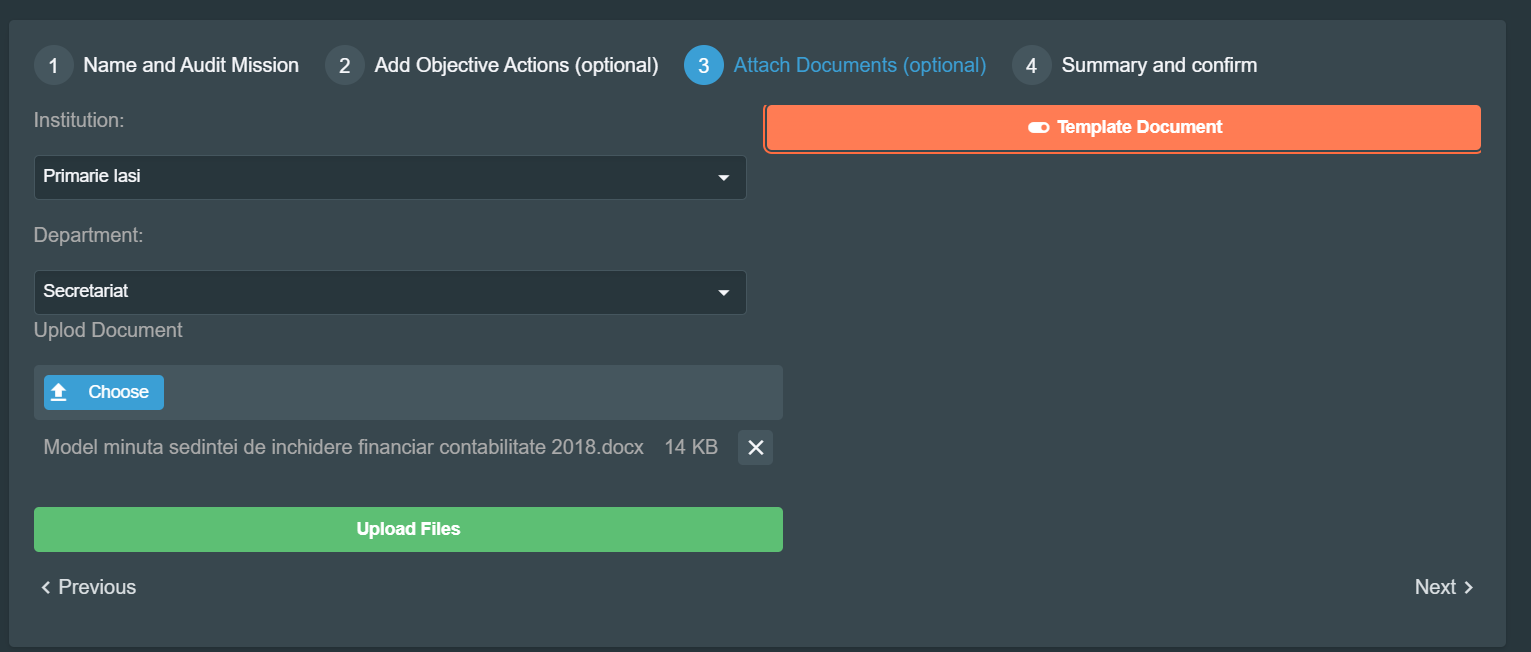 1 Name and Audit Mission 2 Add Objective Actions (optional) 3 Attach Documents (optional) 4 Summary and confirm
Institution:
Template Document
Primarie Iasi
Department:
Secretariat
Uplod Document
Choose
Model minuta sedintei de inchidere financiar contabilitate 2018.docx 14 KB
Upload Files
Previous
Next